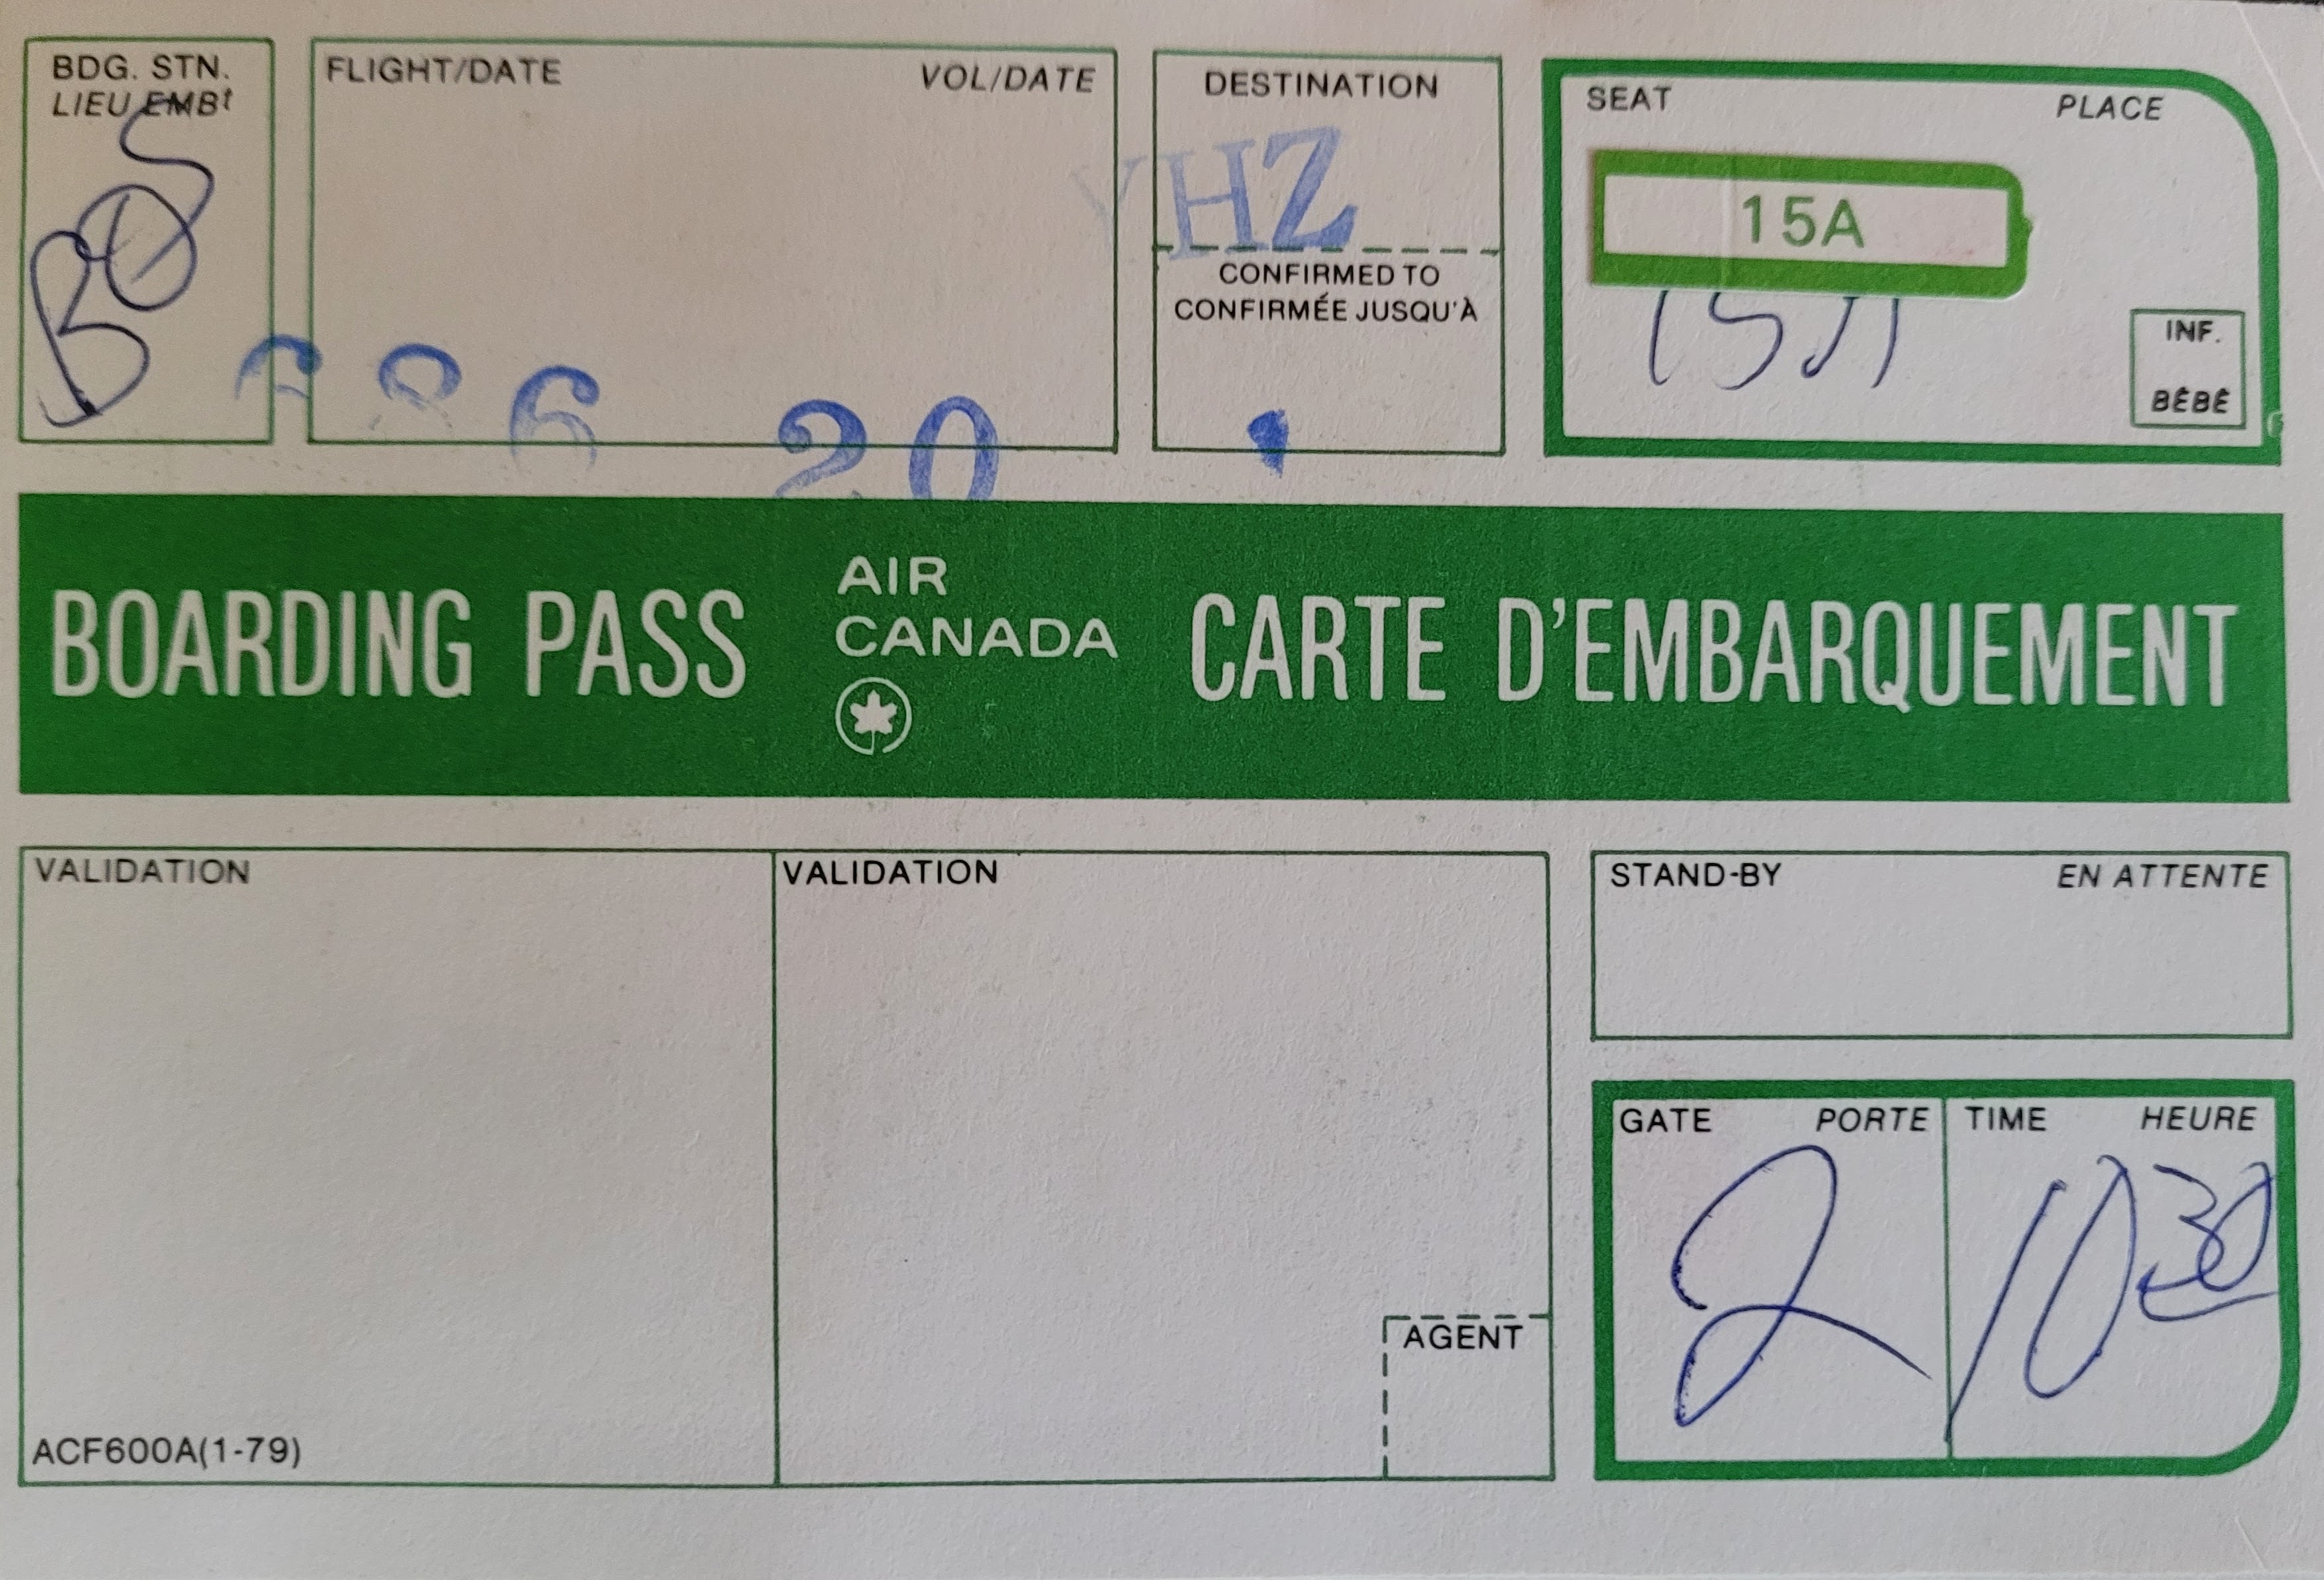 BDG. STN.
LIEU EMBt
BOS
FLIGHT/DATE VOL/DATE
20
DESTINATION
YHZ
CONFIRMED TO
CONFIRMÉE JUSQU'À
SEAT PLACE
15A
INF.
BÉBÉ
BOARDING PASS
AIR
CANADA
CARTE D'EMBARQUEMENT
VALIDATION
ACF600A(1-79)
VALIDATION
AGENT
STAND-BY EN ATTENTE
GATE PORTE
2
TIME HEURE
10 30